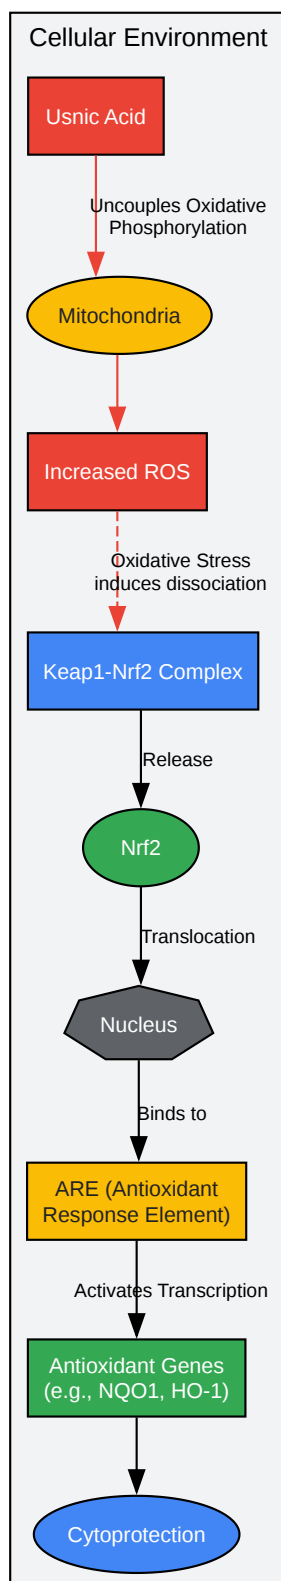 Cellular Environment
Usnic Acid
Uncouples Oxidative
Phosphorylation
Mitochondria
Increased ROS
Oxidative Stress
induces dissociation
Keap1-Nrf2 Complex
Release
Nrf2
Translocation
Nucleus
Binds to
ARE (Antioxidant
Response Element)
Activates Transcription
Antioxidant Genes
(e.g., NQO1, HO-1)
Cytoprotection